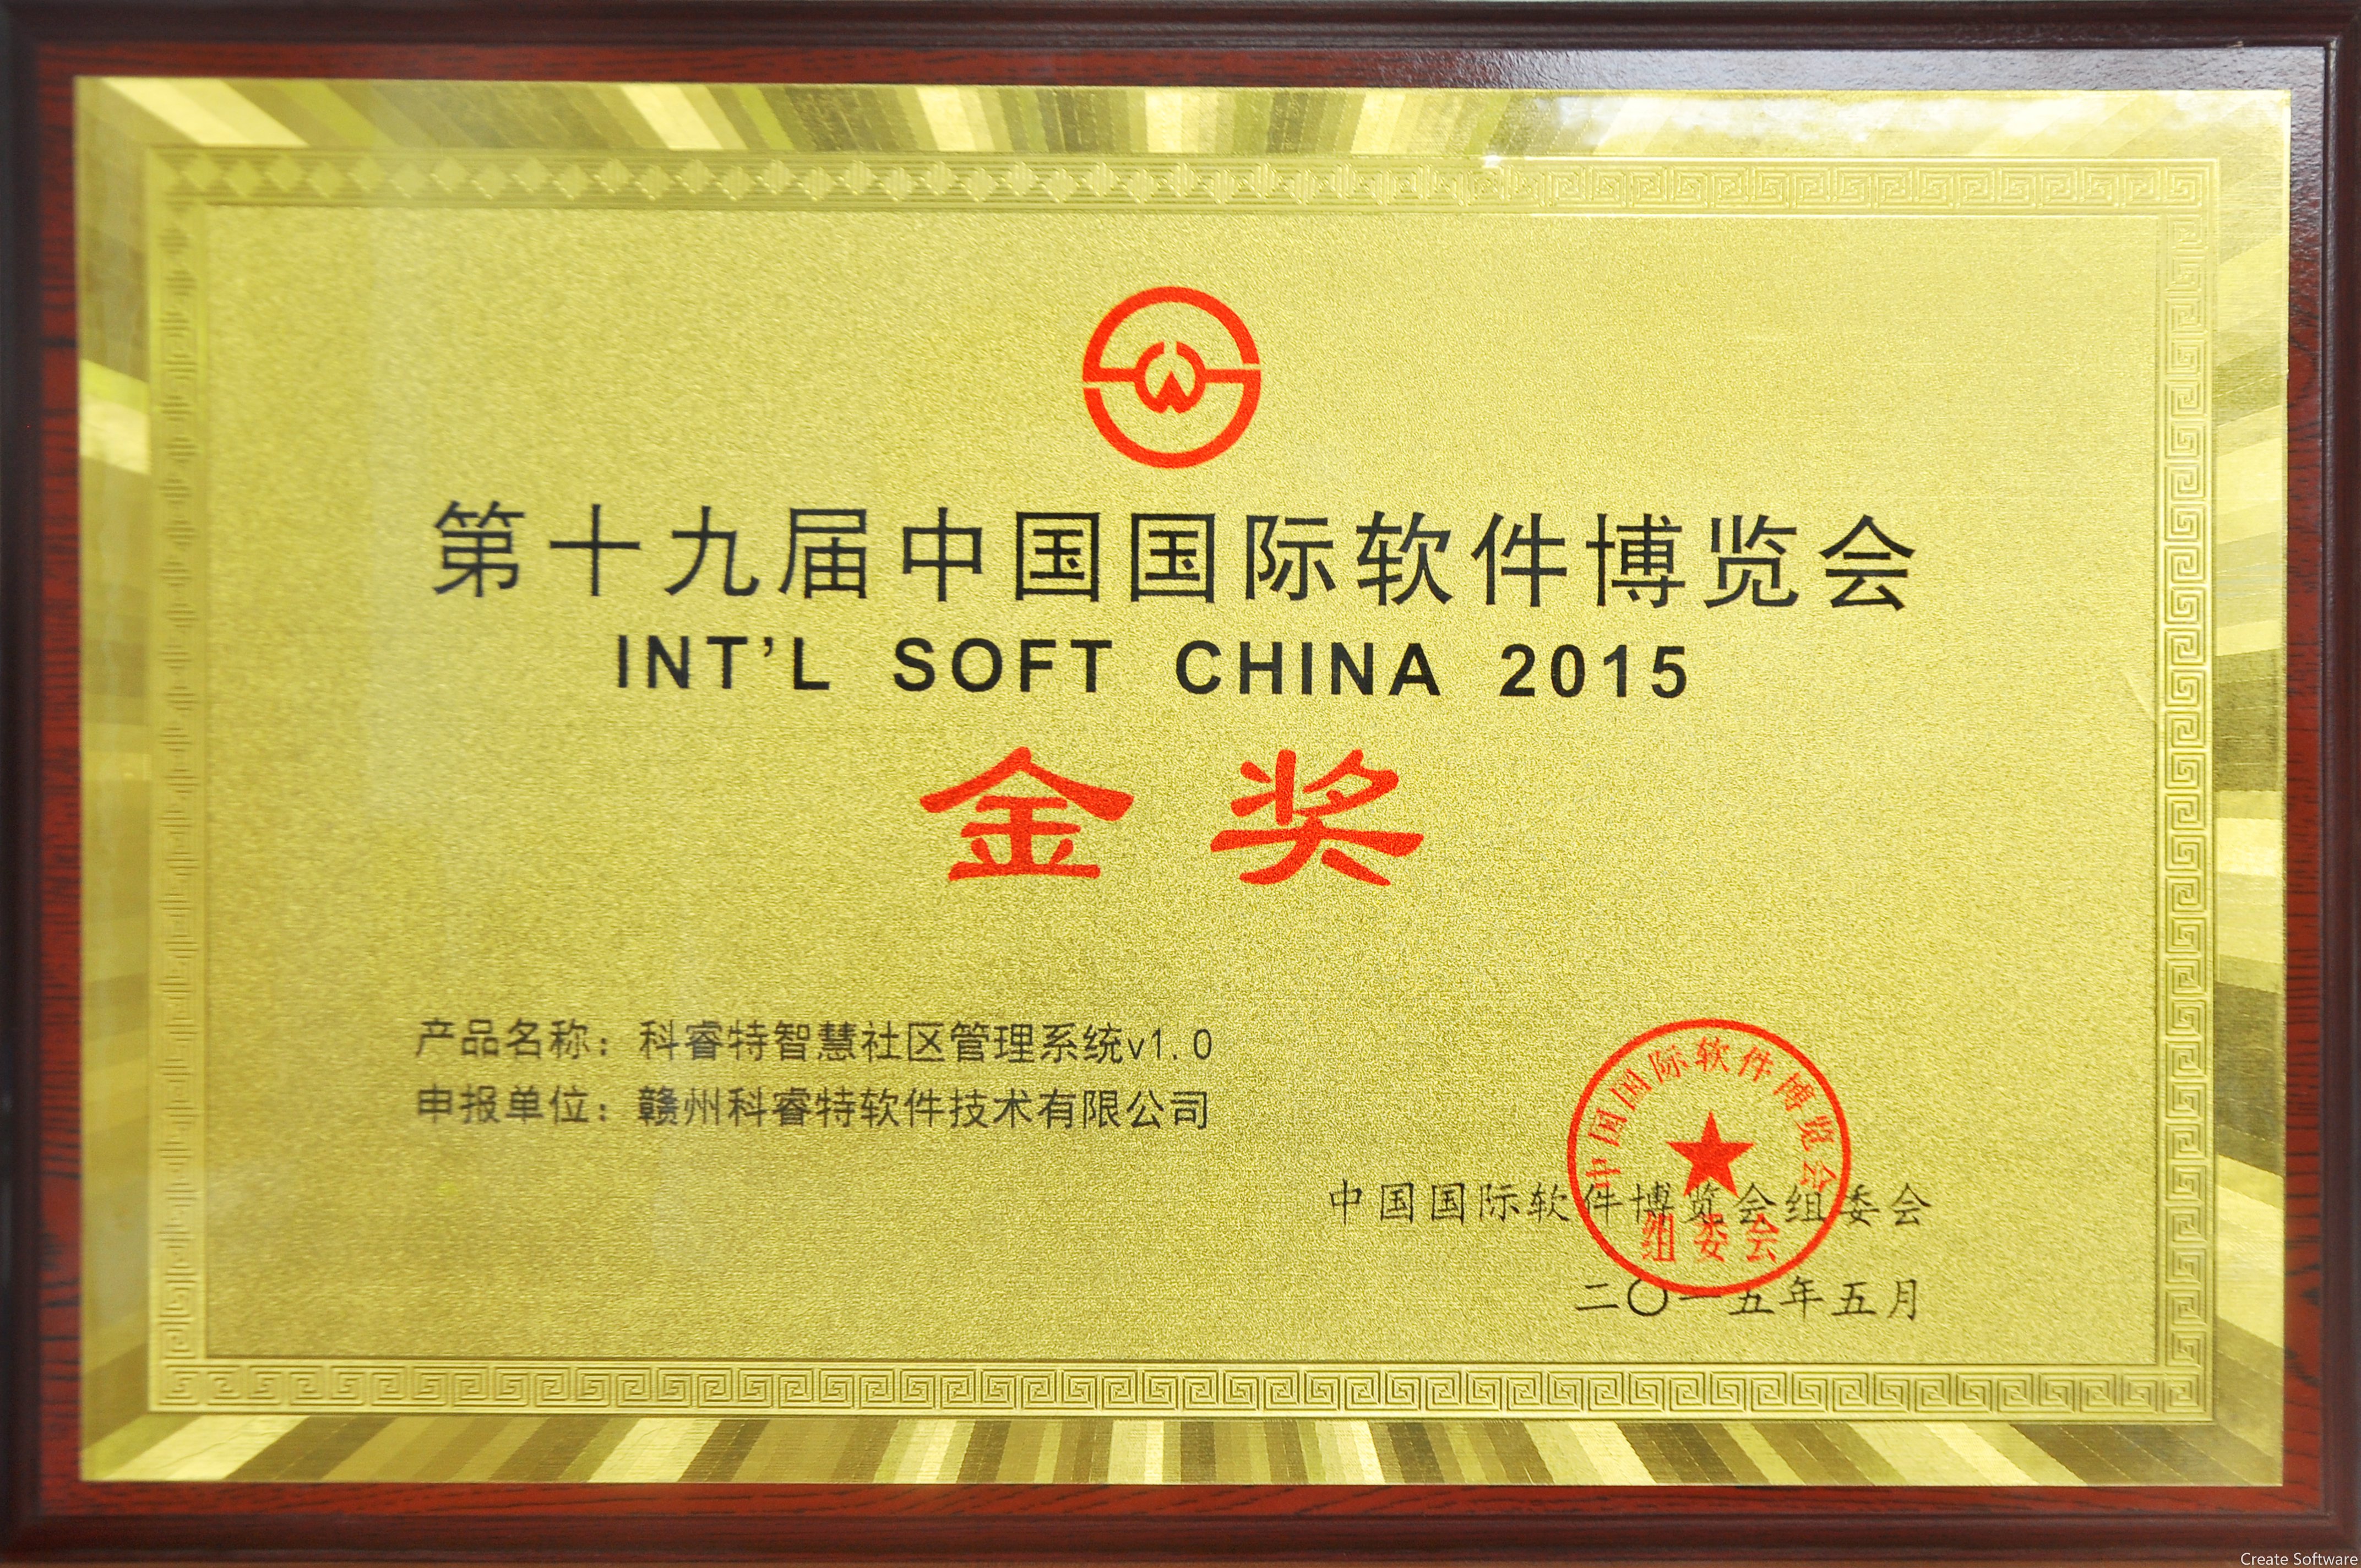 第十九届中国国际软件博览会
INT'L SOFT CHINA 2015
金奖
产品名称：科睿特智慧社区管理系统v1.0
申报单位：赣州科睿特软件技术有限公司
中国国际软件博览会
组委会
中国国际软件博览会组委会
二〇一五年五月
Create Software